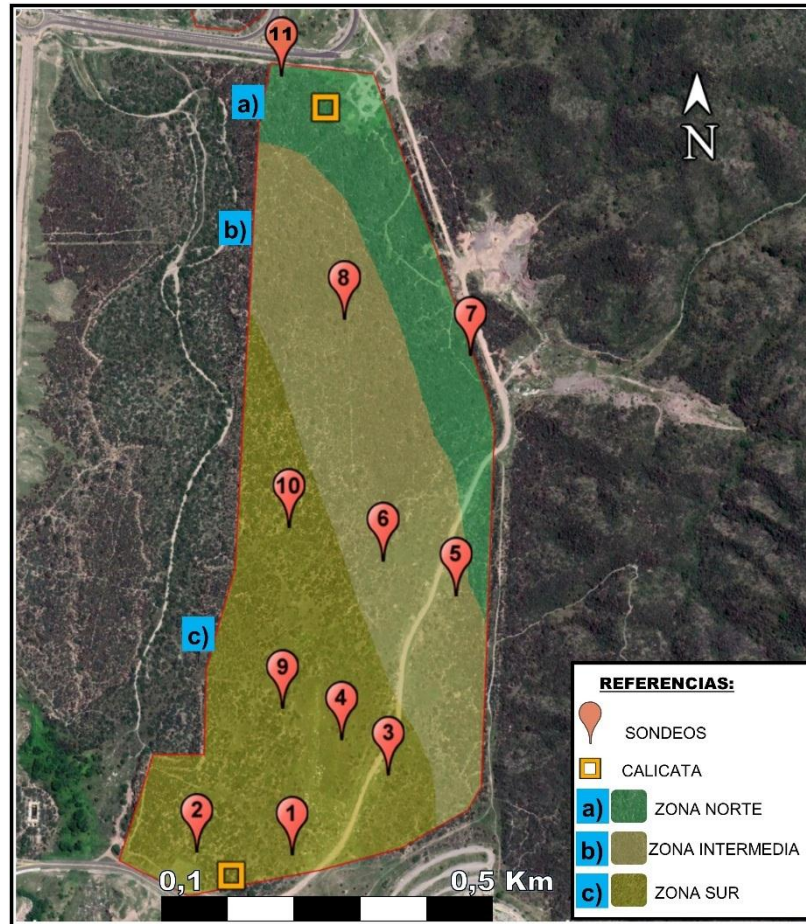 11
a)
N
b)
8
7
10
6
5
c)
9
4
3
2
1
0,1
0,5 Km
REFERENCIAS:
SONDEOS
CALICATA
a) ZONA NORTE
b) ZONA INTERMEDIA
c) ZONA SUR